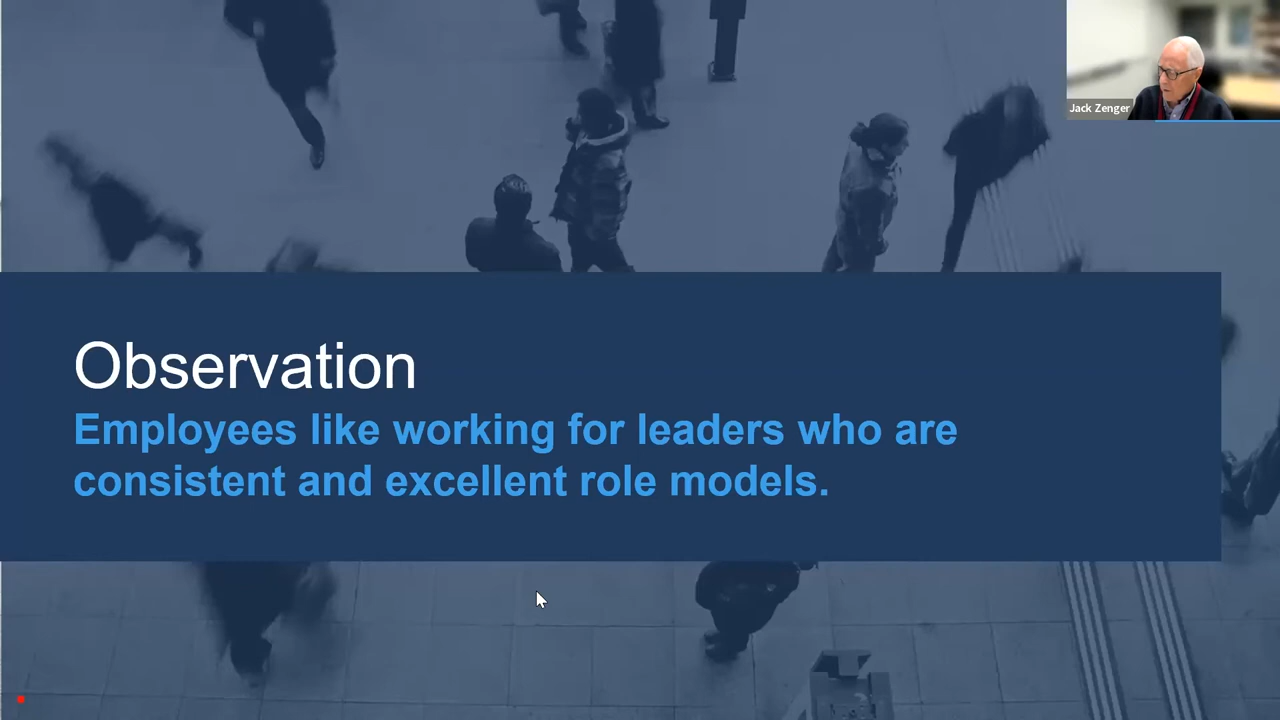 Jack Zenger
Observation
Employees like working for leaders who are
consistent and excellent role models.